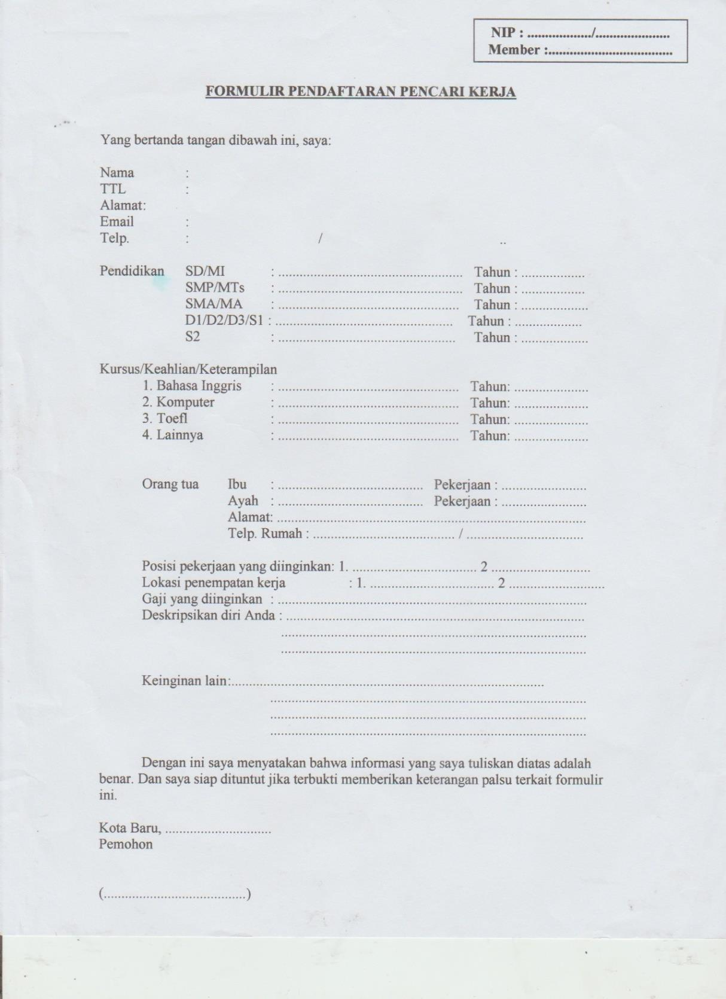 NIP : ................../.....................
Member :...................................
FORMULIR PENDAFTARAN PENCARI KERJA
Yang bertanda tangan dibawah ini, saya:
Nama :
TTL :
Alamat:
Email :
Telp. : / ..
Pendidikan SD/MI : .................................................... Tahun : ..................
SMP/MTs : .................................................... Tahun : ..................
SMA/MA : ................................................... Tahun : ...................
D1/D2/D3/S1 : .................................................. Tahun : ...................
S2 : .................................................. Tahun : ...................
Kursus/Keahlian/Keterampilan
1. Bahasa Inggris : ................................................... Tahun: .....................
2. Komputer : ................................................... Tahun: .....................
3. Toefl : ................................................... Tahun: .....................
4. Lainnya : ................................................... Tahun: .....................
Orang tua Ibu : ......................................... Pekerjaan : ........................
Ayah : ......................................... Pekerjaan : ........................
Alamat: .......................................................................................
Telp. Rumah : ........................................ / .................................
Posisi pekerjaan yang diinginkan: 1. ................................... 2 ............................
Lokasi penempatan kerja : 1. ................................... 2 ...........................
Gaji yang diinginkan : .......................................................................................
Deskripsikan diri Anda : ....................................................................................
......................................................................................
......................................................................................
Keinginan lain:........................................................................................
.........................................................................................
.........................................................................................
.........................................................................................
Dengan ini saya menyatakan bahwa informasi yang saya tuliskan diatas adalah
benar. Dan saya siap dituntut jika terbukti memberikan keterangan palsu terkait formulir
ini.
Kota Baru, ..............................
Pemohon
(........................................)